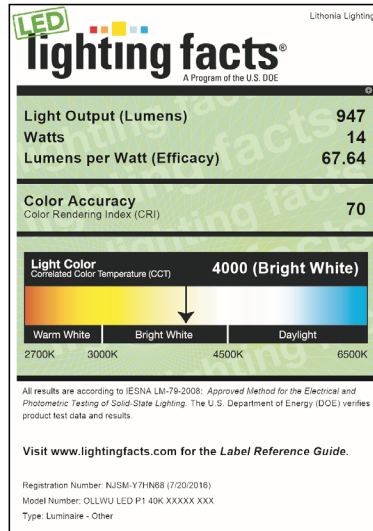 Lithonia Lighting
LED
lighting facts®
A Program of the U.S. DOE
Light Output (Lumens) 947
Watts 14
Lumens per Watt (Efficacy) 67.64
Color Accuracy
Color Rendering Index (CRI) 70
Light Color
Correlated Color Temperature (CCT) 4000 (Bright White)
Warm White Bright White Daylight
2700K 3000K 4500K 6500K
All results are according to IESNA LM-79-2008: Approved Method for the Electrical and
Photometric Testing of Solid-State Lighting. The U.S. Department of Energy (DOE) verifies
product test data and results.
Visit www.lightingfacts.com for the Label Reference Guide.
Registration Number: NJSM-Y7HN68 (7/20/2016)
Model Number: OLLWU LED P1 40K XXXXX XXX
Type: Luminaire - Other